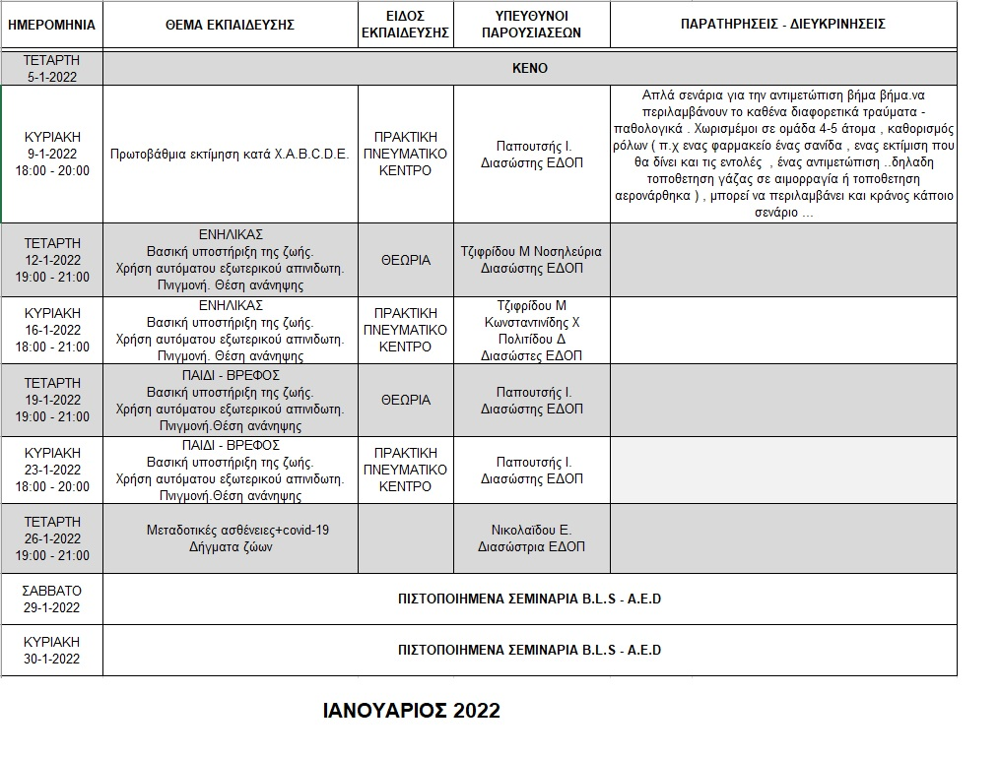 ΗΜΕΡΟΜΗΝΙΑ
ΘΕΜΑ ΕΚΠΑΙΔΕΥΣΗΣ
ΕΙΔΟΣ
ΕΚΠΑΙΔΕΥΣΗΣ
ΥΠΕΥΘΥΝΟΙ
ΠΑΡΟΥΣΙΑΣΕΩΝ
ΠΑΡΑΤΗΡΗΣΕΙΣ - ΔΙΕΥΚΡΙΝΗΣΕΙΣ
ΤΕΤΑΡΤΗ
5-1-2022
ΚΕΝΟ
ΚΥΡΙΑΚΗ
9-1-2022
18:00 - 20:00
Πρωτοβάθμια εκτίμηση κατά X.A.B.C.D.E.
ΠΡΑΚΤΙΚΗ
ΠΝΕΥΜΑΤΙΚΟ
ΚΕΝΤΡΟ
Παπουτσής Ι.
Διασώστης ΕΔΟΠ
Απλά σενάρια για την αντιμετώπιση βήμα βήμα.να
περιλαμβάνουν το καθένα διαφορετικά τραύματα -
παθολογικά . Χωρισμέμοι σε ομάδα 4-5 άτομα , καθορισμός
ρόλων ( π.χ ενας φαρμακείο ένας σανίδα , ενας εκτίμηση που
θα δίνει και τις εντολές , ένας αντιμετώπιση ..δηλαδη
τοποθετηση γάζας σε αιμορραγία ή τοποθετηση
αερονάρθηκα ) , μπορεί να περιλαμβάνει και κράνος κάποιο
σενάριο ...
ΤΕΤΑΡΤΗ
12-1-2022
19:00 - 21:00
ΕΝΗΛΙΚΑΣ
Βασική υποστήριξη της ζωής.
Χρήση αυτόματου εξωτερικού απινιδωτη.
Πνιγμονή. Θέση ανάνηψης
ΘΕΩΡΙΑ
Τζιφρίδου Μ Νοσηλεύρια
Διασώστης ΕΔΟΠ
ΚΥΡΙΑΚΗ
16-1-2022
18:00 - 21:00
ΕΝΗΛΙΚΑΣ
Βασική υποστήριξη της ζωής.
Χρήση αυτόματου εξωτερικού απινιδωτη.
Πνιγμονή. Θέση ανάνηψης
ΠΡΑΚΤΙΚΗ
ΠΝΕΥΜΑΤΙΚΟ
ΚΕΝΤΡΟ
Τζιφρίδου Μ
Κωνσταντινίδης Χ
Πολιτίδου Δ
Διασώστες ΕΔΟΠ
ΤΕΤΑΡΤΗ
19-1-2022
19:00 - 21:00
ΠΑΙΔΙ - ΒΡΕΦΟΣ
Βασική υποστήριξη της ζωής.
Χρήση αυτόματου εξωτερικού απινιδωτη.
Πνιγμονή.Θέση ανάνηψης
ΘΕΩΡΙΑ
Παπουτσής Ι.
Διασώστης ΕΔΟΠ
ΚΥΡΙΑΚΗ
23-1-2022
18:00 - 20:00
ΠΑΙΔΙ - ΒΡΕΦΟΣ
Βασική υποστήριξη της ζωής.
Χρήση αυτόματου εξωτερικού απινιδωτη.
Πνιγμονή.Θέση ανάνηψης
ΠΡΑΚΤΙΚΗ
ΠΝΕΥΜΑΤΙΚΟ
ΚΕΝΤΡΟ
Παπουτσής Ι.
Διασώστης ΕΔΟΠ
ΤΕΤΑΡΤΗ
26-1-2022
19:00 - 21:00
Μεταδοτικές ασθένειες+covid-19
Δήγματα ζώων
Νικολαϊδου Ε.
Διασώστρια ΕΔΟΠ
ΣΑΒΒΑΤΟ
29-1-2022
ΠΙΣΤΟΠΟΙΗΜΕΝΑ ΣΕΜΙΝΑΡΙΑ B.L.S - A.E.D
ΚΥΡΙΑΚΗ
30-1-2022
ΠΙΣΤΟΠΟΙΗΜΕΝΑ ΣΕΜΙΝΑΡΙΑ B.L.S - A.E.D
ΙΑΝΟΥΑΡΙΟΣ 2022